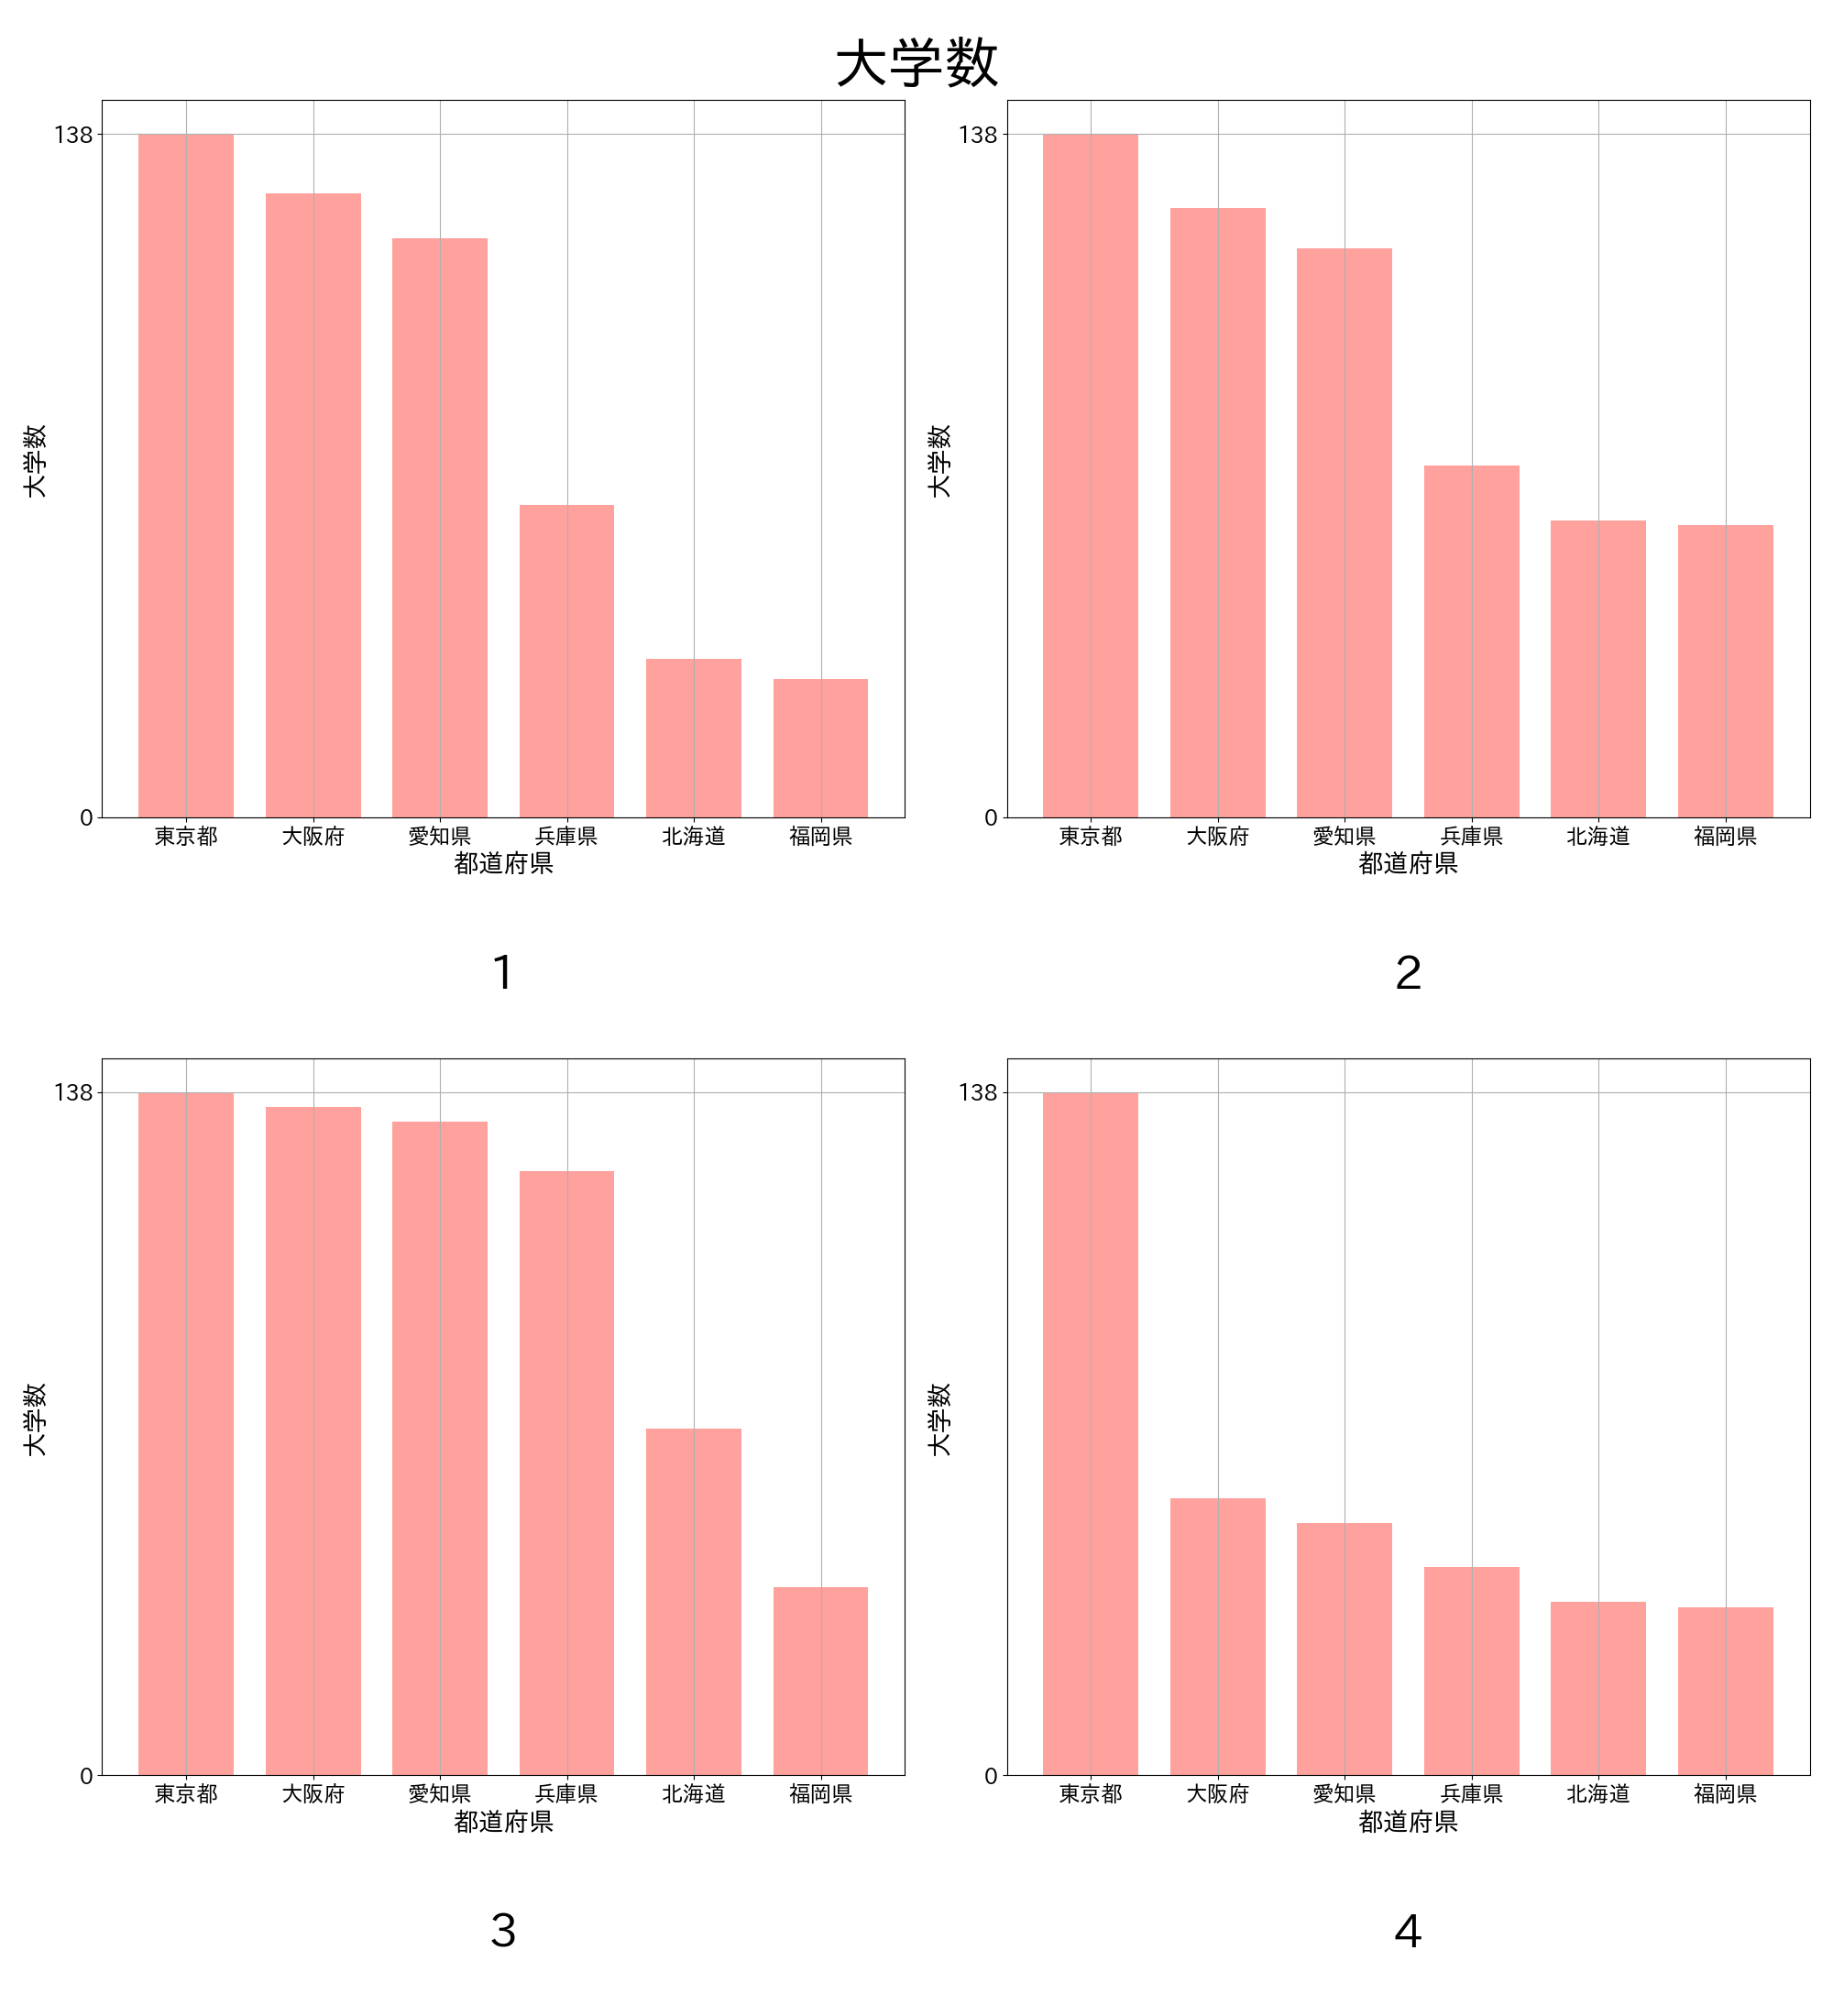 大学数
138
0
大学数
東京都 大阪府 愛知県 兵庫県 北海道 福岡県
都道府県
1
138
0
大学数
東京都 大阪府 愛知県 兵庫県 北海道 福岡県
都道府県
2
138
0
大学数
東京都 大阪府 愛知県 兵庫県 北海道 福岡県
都道府県
3
138
0
大学数
東京都 大阪府 愛知県 兵庫県 北海道 福岡県
都道府県
4